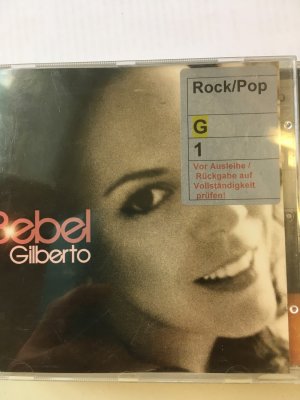 Rock/Pop
G
1
Vor Ausleihe /
Rückgabe auf
Vollständigkeit
prüfen!
Bebel
Gilberto